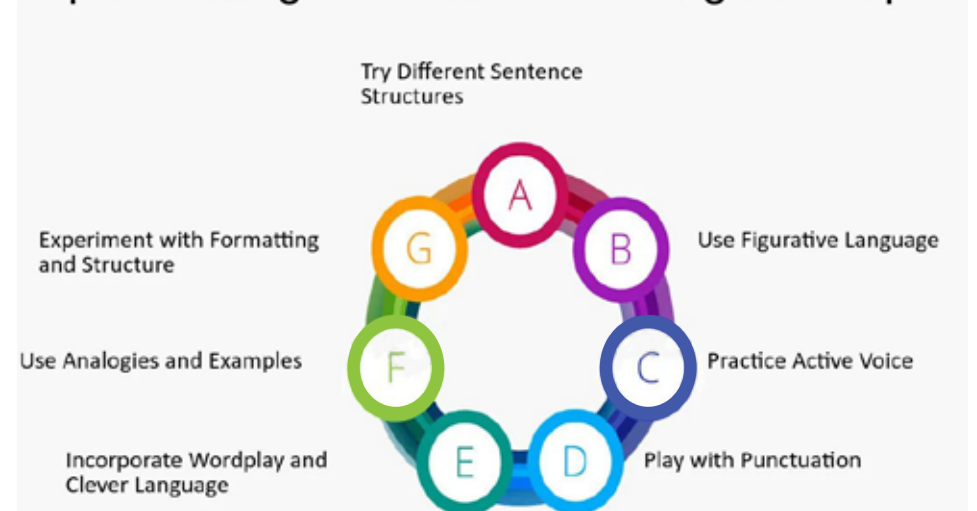 Try Different Sentence
Structures
A
B
Use Figurative Language
C
Practice Active Voice
D
Play with Punctuation
E
Incorporate Wordplay and
Clever Language
F
Use Analogies and Examples
G
Experiment with Formatting
and Structure